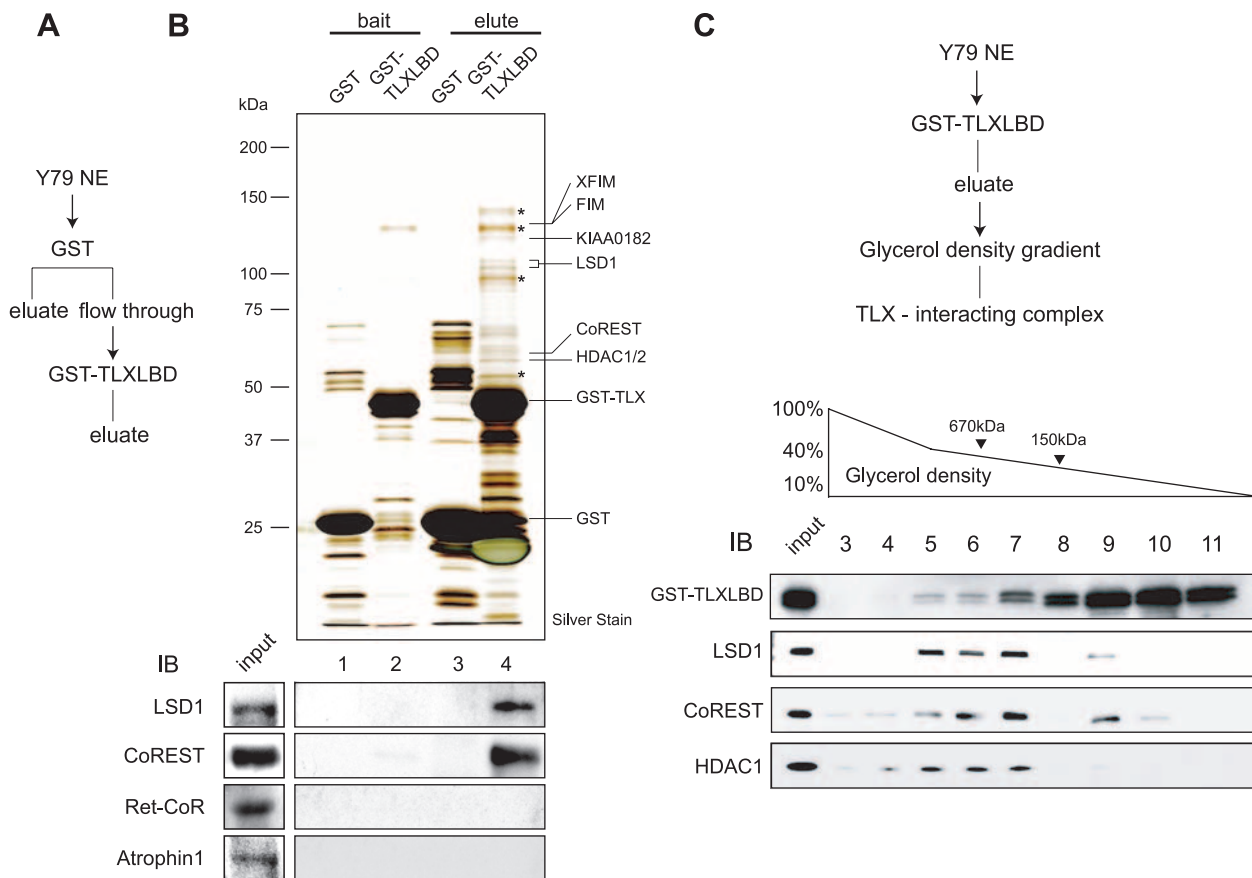 A
Y79 NE
GST
eluate flow through
GST-TLXLBD
eluate
B
bait elute
GST GST-TLXLBD GST GST-TLXLBD
kDa
200
150
100
75
50
37
25
XFIM
FIM
KIAA0182
LSD1
CoREST
HDAC1/2
GST-TLX
GST
*
*
*
*
Silver Stain
IB input 1 2 3 4
LSD1
CoREST
Ret-CoR
Atrophin1
C
Y79 NE
GST-TLXLBD
eluate
Glycerol density gradient
TLX - interacting complex
100%
40%
10%
670kDa
150kDa
Glycerol density
IB input 3 4 5 6 7 8 9 10 11
GST-TLXLBD
LSD1
CoREST
HDAC1